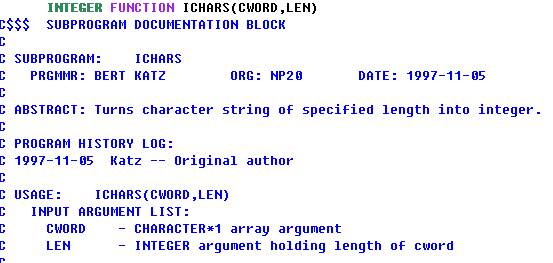 INTEGER FUNCTION ICHARS(CWORD,LEN)
C$$$  SUBPROGRAM DOCUMENTATION BLOCK
C
C SUBPROGRAM:    ICHARS
C   PRGMMR: BERT KATZ        ORG: NP20       DATE: 1997-11-05
C
C ABSTRACT: Turns character string of specified length into integer.
C
C PROGRAM HISTORY LOG:
C 1997-11-05  Katz -- Original author
C
C USAGE:    ICHARS(CWORD,LEN)
C   INPUT ARGUMENT LIST:
C     CWORD    - CHARACTER*1 array argument
C     LEN      - INTEGER argument holding length of cword
C